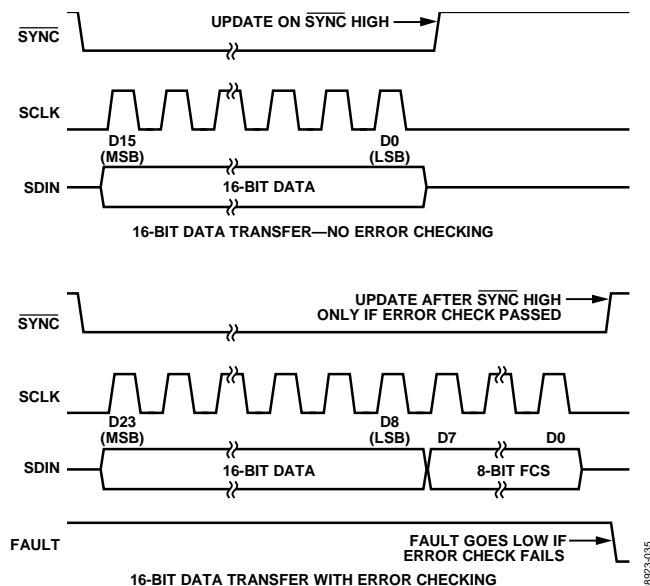 UPDATE ON SYNC HIGH
SYNC
SCLK
D15
(MSB)
D0
(LSB)
SDIN
16-BIT DATA
16-BIT DATA TRANSFER—NO ERROR CHECKING
UPDATE AFTER SYNC HIGH
ONLY IF ERROR CHECK PASSED
SYNC
SCLK
D23
(MSB)
D8
(LSB)
D7
D0
SDIN
16-BIT DATA
8-BIT FCS
FAULT
FAULT GOES LOW IF
ERROR CHECK FAILS
16-BIT DATA TRANSFER WITH ERROR CHECKING